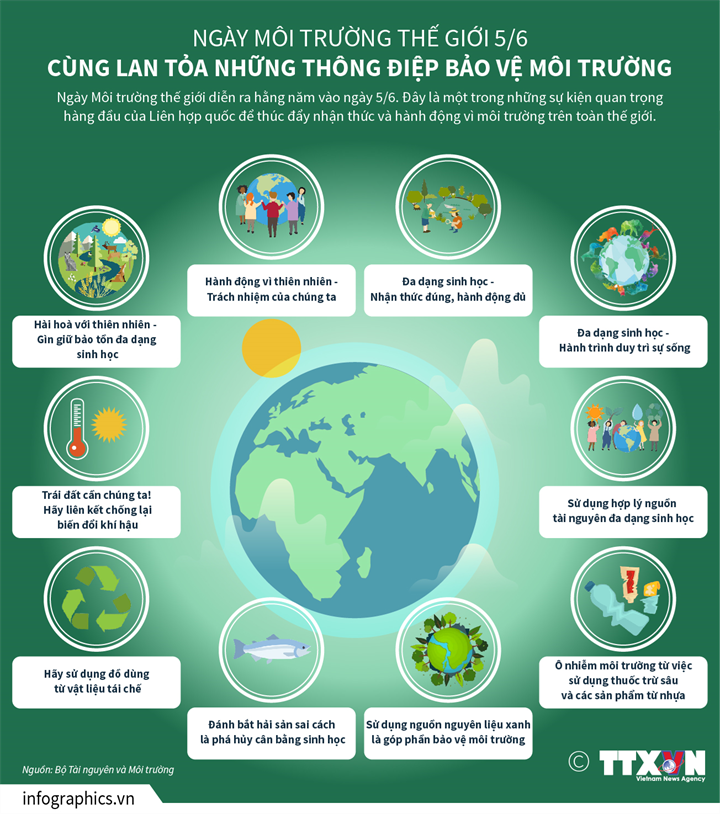 NGÀY MÔI TRƯỜNG THẾ GIỚI 5/6
CÙNG LAN TỎA NHỮNG THÔNG ĐIỆP BẢO VỆ MÔI TRƯỜNG
Ngày Môi trường thế giới diễn ra hằng năm vào ngày 5/6. Đây là một trong những sự kiện quan trọng
hàng đầu của Liên hợp quốc để thúc đẩy nhận thức và hành động vì môi trường trên toàn thế giới.
Hành động vì thiên nhiên -
Trách nhiệm của chúng ta
Đa dạng sinh học -
Nhận thức đúng, hành động đủ
Hài hoà với thiên nhiên -
Gìn giữ bảo tồn đa dạng
sinh học
Đa dạng sinh học -
Hành trình duy trì sự sống
Trái đất cần chúng ta!
Hãy liên kết chống lại
biến đổi khí hậu
Sử dụng hợp lý nguồn
tài nguyên đa dạng sinh học
Hãy sử dụng đồ dùng
từ vật liệu tái chế
Ô nhiễm môi trường từ việc
sử dụng thuốc trừ sâu
và các sản phẩm từ nhựa
Đánh bắt hải sản sai cách
là phá hủy cân bằng sinh học
Sử dụng nguồn nguyên liệu xanh
là góp phần bảo vệ môi trường
Nguồn: Bộ Tài nguyên và Môi trường
© TTXVN
Vietnam News Agency
infographics.vn